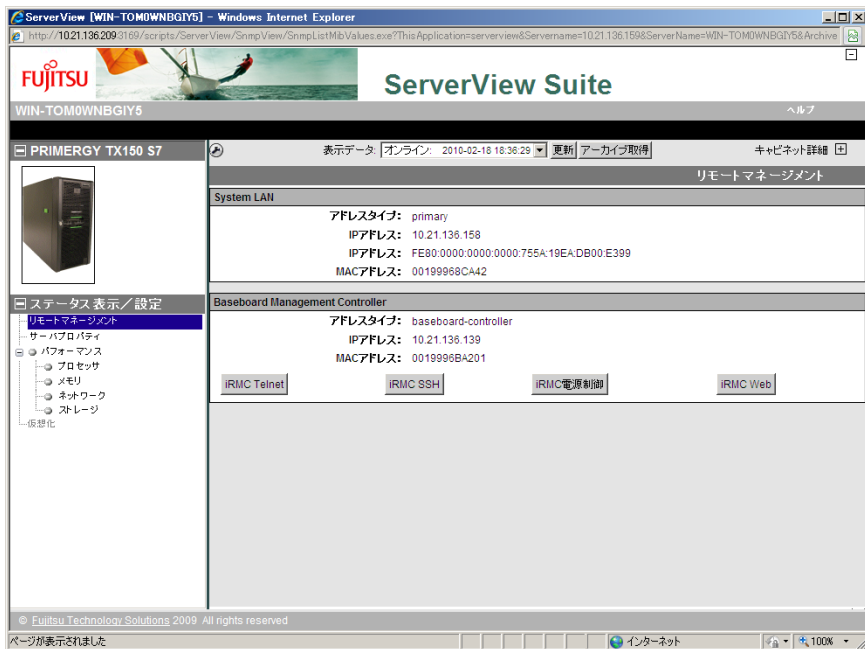 ServerView [WIN-TOM0WNBGIY5] - Windows Internet Explorer
http://10.21.136.209:3169/scripts/ServerView/SnmpView/SnmpListMibValues.exe?ThisApplication=serverview&Servername=10.21.136.159&ServerName=WIN-TOM0WNBGIY5&Archive
FUJITSU
ServerView Suite
WIN-TOM0WNBGIY5
ヘルプ
PRIMERGY TX150 S7
表示データ: オンライン: 2010-02-18 18:36:29 更新 アーカイブ取得
キャビネット詳細
リモートマネージメント
System LAN
アドレスタイプ: primary
IPアドレス: 10.21.136.158
IPアドレス: FE80:0000:0000:0000:755A:19EA:DB00:E399
MACアドレス: 00199968CA42
ステータス表示/設定
リモートマネージメント
サーバプロパティ
パフォーマンス
プロセッサ
メモリ
ネットワーク
ストレージ
仮想化
Baseboard Management Controller
アドレスタイプ: baseboard-controller
IPアドレス: 10.21.136.139
MACアドレス: 0019996BA201
iRMC Telnet
iRMC SSH
iRMC電源制御
iRMC Web
© Fujitsu Technology Solutions 2009 All rights reserved
ページが表示されました
インターネット
100%